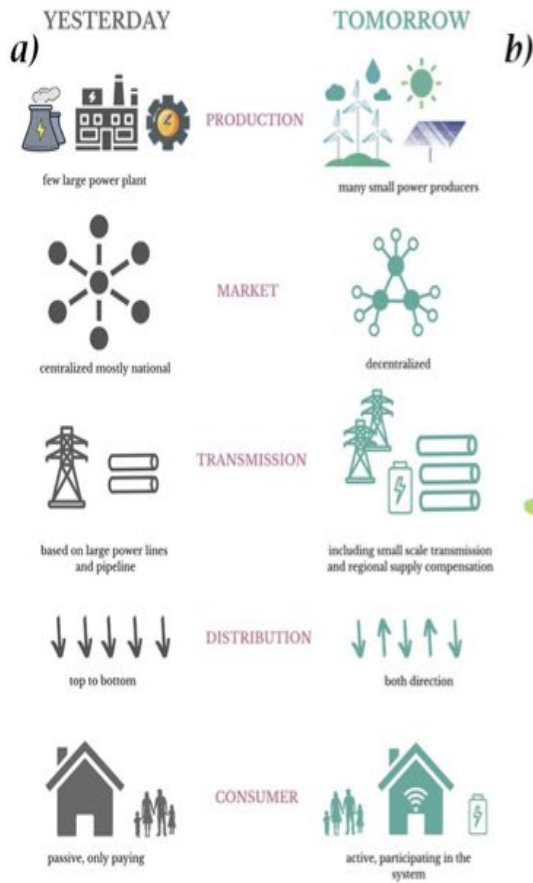 YESTERDAY
TOMORROW
a)
b)
PRODUCTION
few large power plant
many small power producers
MARKET
centralized mostly national
decentralized
TRANSMISSION
based on large power lines
and pipeline
including small scale transmission
and regional supply compensation
DISTRIBUTION
top to bottom
both direction
CONSUMER
passive, only paying
active, participating in the
system